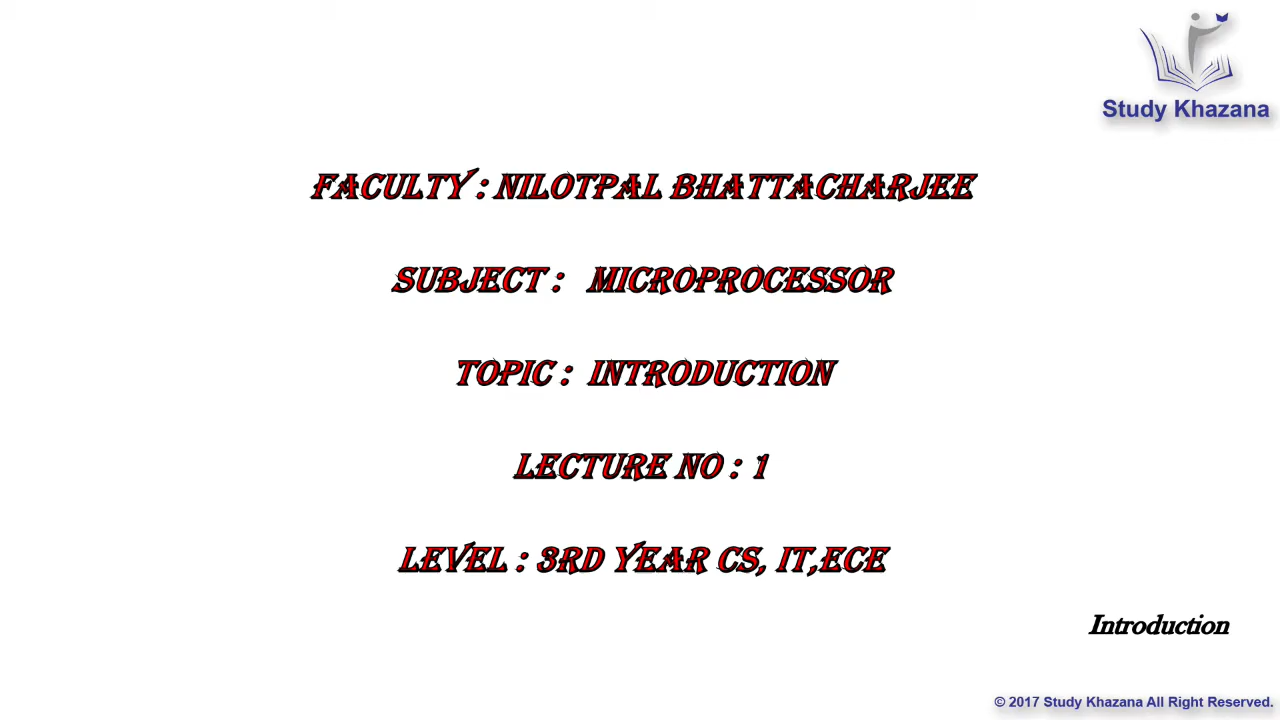 Study Khazana
FACULTY : NILOTPAL BHATTACHARJEE
SUBJECT : MICROPROCESSOR
TOPIC : INTRODUCTION
LECTURE NO : 1
LEVEL : 3RD YEAR CS, IT,ECE
Introduction
© 2017 Study Khazana All Right Reserved.